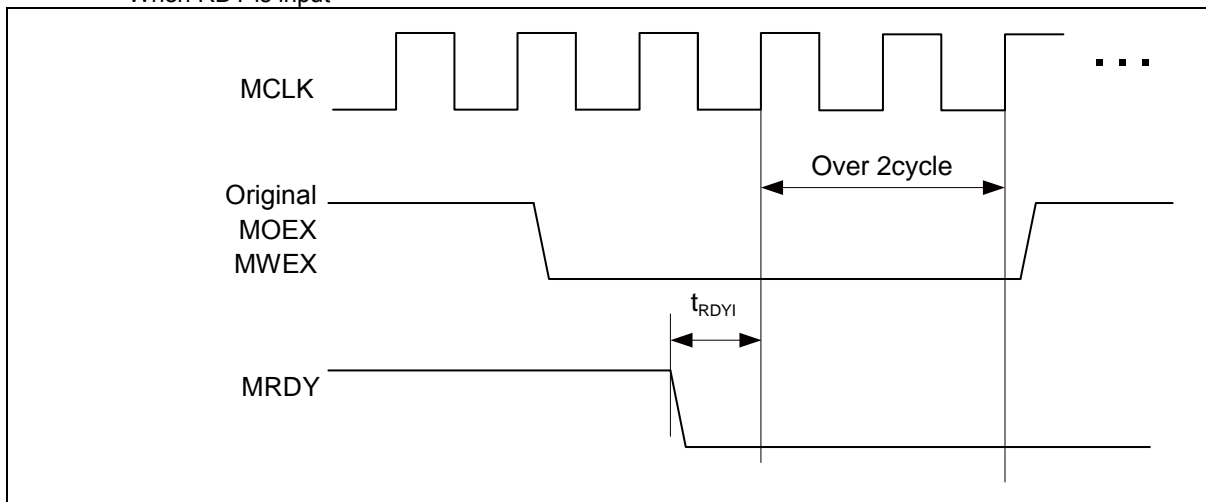 When RDY is input
MCLK
Over 2cycle
Original
MOEX
MWEX
tRDYI
MRDY